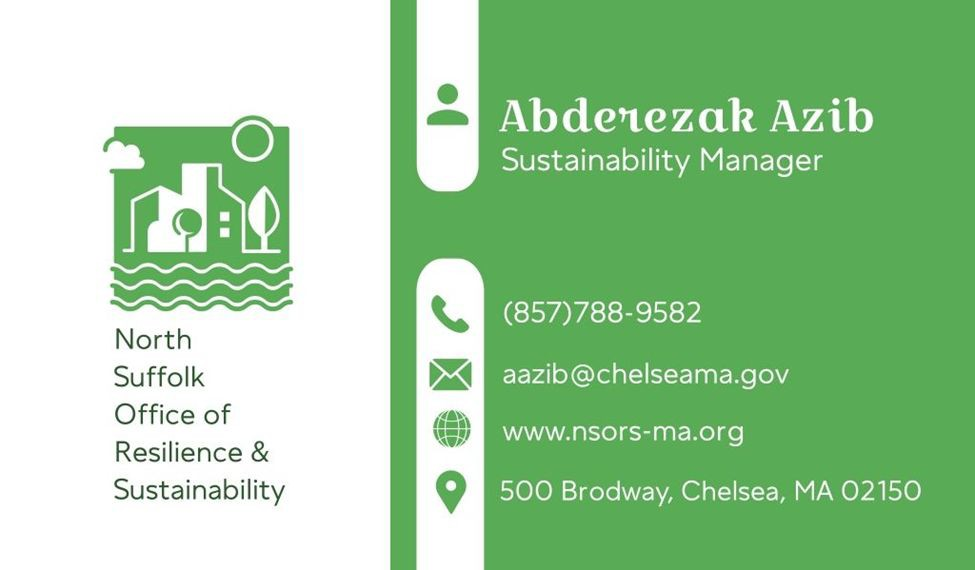 North
Suffolk
Office of
Resilience &
Sustainability
Abderezak Azib
Sustainability Manager
(857)788-9582
aazib@chelseama.gov
www.nsors-ma.org
500 Brodway, Chelsea, MA 02150